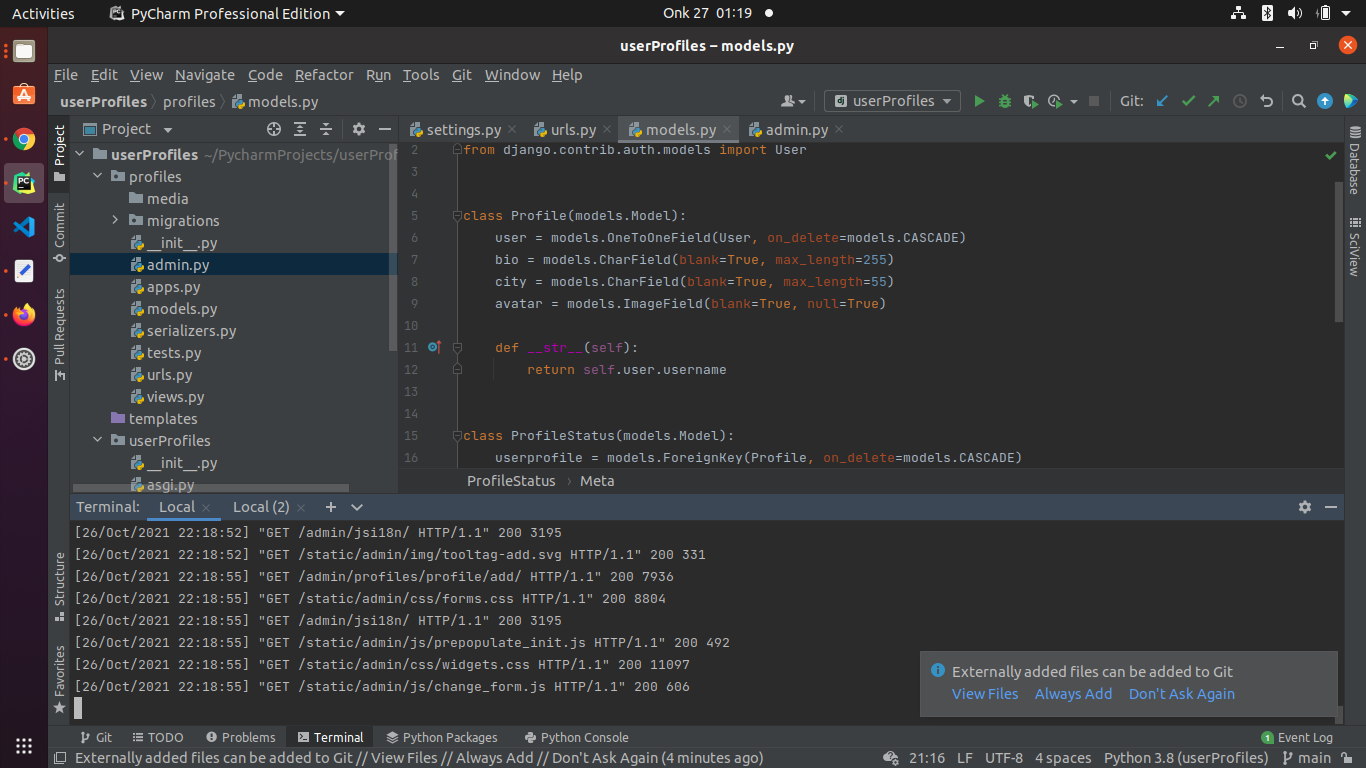 Activities PyCharm Professional Edition Onk 27 01:19
userProfiles – models.py
File Edit View Navigate Code Refactor Run Tools Git Window Help
userProfiles profiles models.py userProfiles Git:
Project settings.py urls.py models.py admin.py
Project
Commit
Pull Requests
Structure
Favorites
Database
SciView
userProfiles ~/PycharmProjects/userProf
profiles
media
migrations
__init__.py
admin.py
apps.py
models.py
serializers.py
tests.py
urls.py
views.py
templates
userProfiles
__init__.py
asgi.py
2 from django.contrib.auth.models import User
3
4
5 class Profile(models.Model):
6 user = models.OneToOneField(User, on_delete=models.CASCADE)
7 bio = models.CharField(blank=True, max_length=255)
8 city = models.CharField(blank=True, max_length=55)
9 avatar = models.ImageField(blank=True, null=True)
10
11 def __str__(self):
12 return self.user.username
13
14
15 class ProfileStatus(models.Model):
16 userprofile = models.ForeignKey(Profile, on_delete=models.CASCADE)
ProfileStatus › Meta
Terminal: Local Local (2)
[26/Oct/2021 22:18:52] "GET /admin/jsi18n/ HTTP/1.1" 200 3195
[26/Oct/2021 22:18:52] "GET /static/admin/img/tooltag-add.svg HTTP/1.1" 200 331
[26/Oct/2021 22:18:55] "GET /admin/profiles/profile/add/ HTTP/1.1" 200 7936
[26/Oct/2021 22:18:55] "GET /static/admin/css/forms.css HTTP/1.1" 200 8804
[26/Oct/2021 22:18:55] "GET /admin/jsi18n/ HTTP/1.1" 200 3195
[26/Oct/2021 22:18:55] "GET /static/admin/js/prepopulate_init.js HTTP/1.1" 200 492
[26/Oct/2021 22:18:55] "GET /static/admin/css/widgets.css HTTP/1.1" 200 11097
[26/Oct/2021 22:18:55] "GET /static/admin/js/change_form.js HTTP/1.1" 200 606
Externally added files can be added to Git
View Files Always Add Don't Ask Again
Git TODO Problems Terminal Python Packages Python Console 1 Event Log
Externally added files can be added to Git // View Files // Always Add // Don't Ask Again (4 minutes ago) 21:16 LF UTF-8 4 spaces Python 3.8 (userProfiles) main